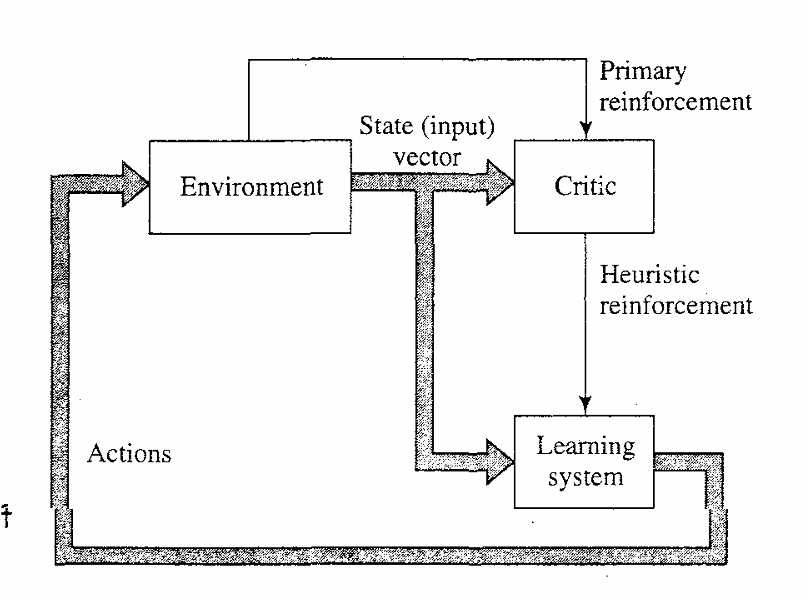 Primary
reinforcement
State (input)
vector
Environment
Critic
Heuristic
reinforcement
Learning
system
Actions